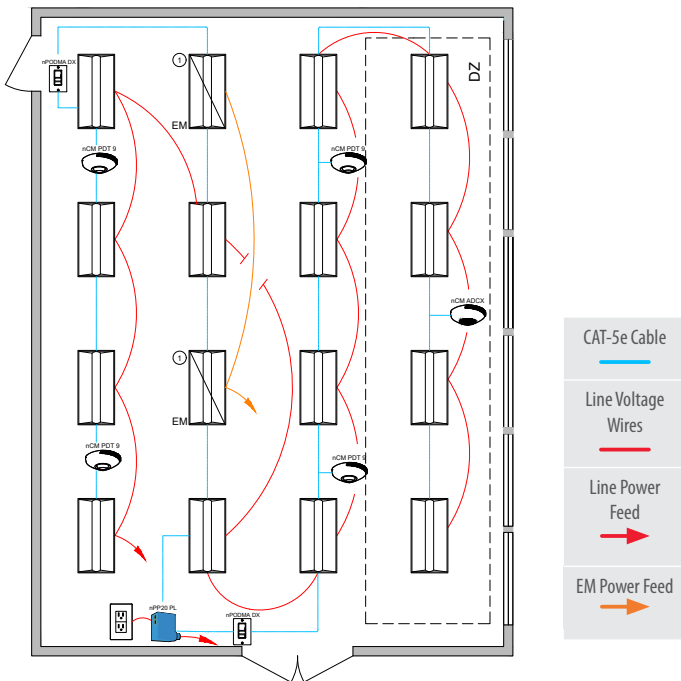 nPODMA DX
1
EM
DZ
nCM PDT 9
nCM PDT 9
nCM ADCX
1
EM
nCM PDT 9
nCM PDT 9
nPP20 PL
nPODMA DX
CAT-5e Cable
Line Voltage
Wires
Line Power
Feed
EM Power Feed